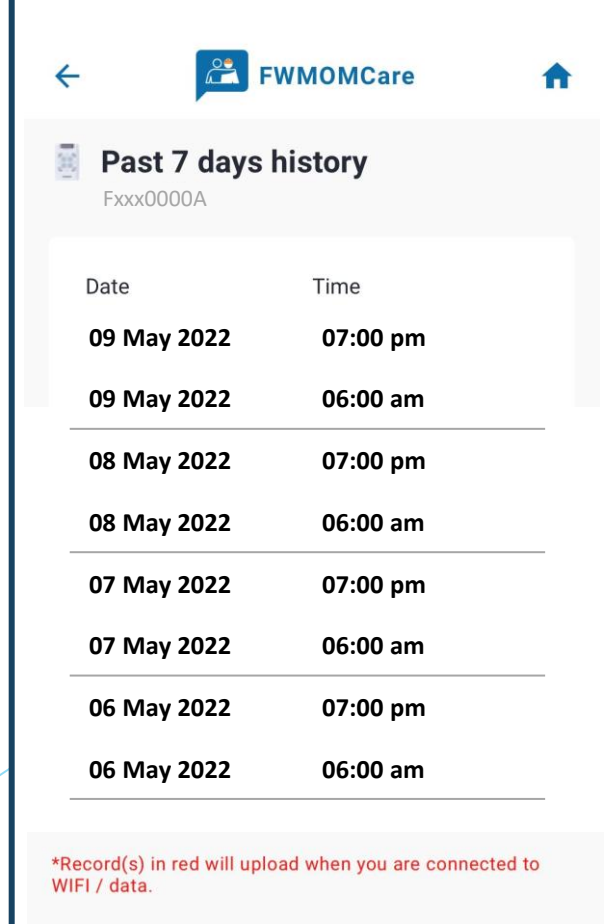 FWMOMCare
Past 7 days history
Fxxx0000A
Date Time
09 May 2022 07:00 pm
09 May 2022 06:00 am
08 May 2022 07:00 pm
08 May 2022 06:00 am
07 May 2022 07:00 pm
07 May 2022 06:00 am
06 May 2022 07:00 pm
06 May 2022 06:00 am
*Record(s) in red will upload when you are connected to
WIFI / data.